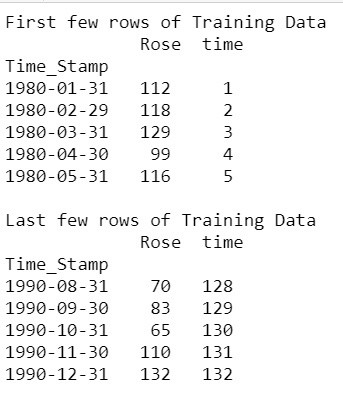 First few rows of Training Data
Rose time
Time_Stamp
1980-01-31 112 1
1980-02-29 118 2
1980-03-31 129 3
1980-04-30 99 4
1980-05-31 116 5
Last few rows of Training Data
Rose time
Time_Stamp
1990-08-31 70 128
1990-09-30 83 129
1990-10-31 65 130
1990-11-30 110 131
1990-12-31 132 132